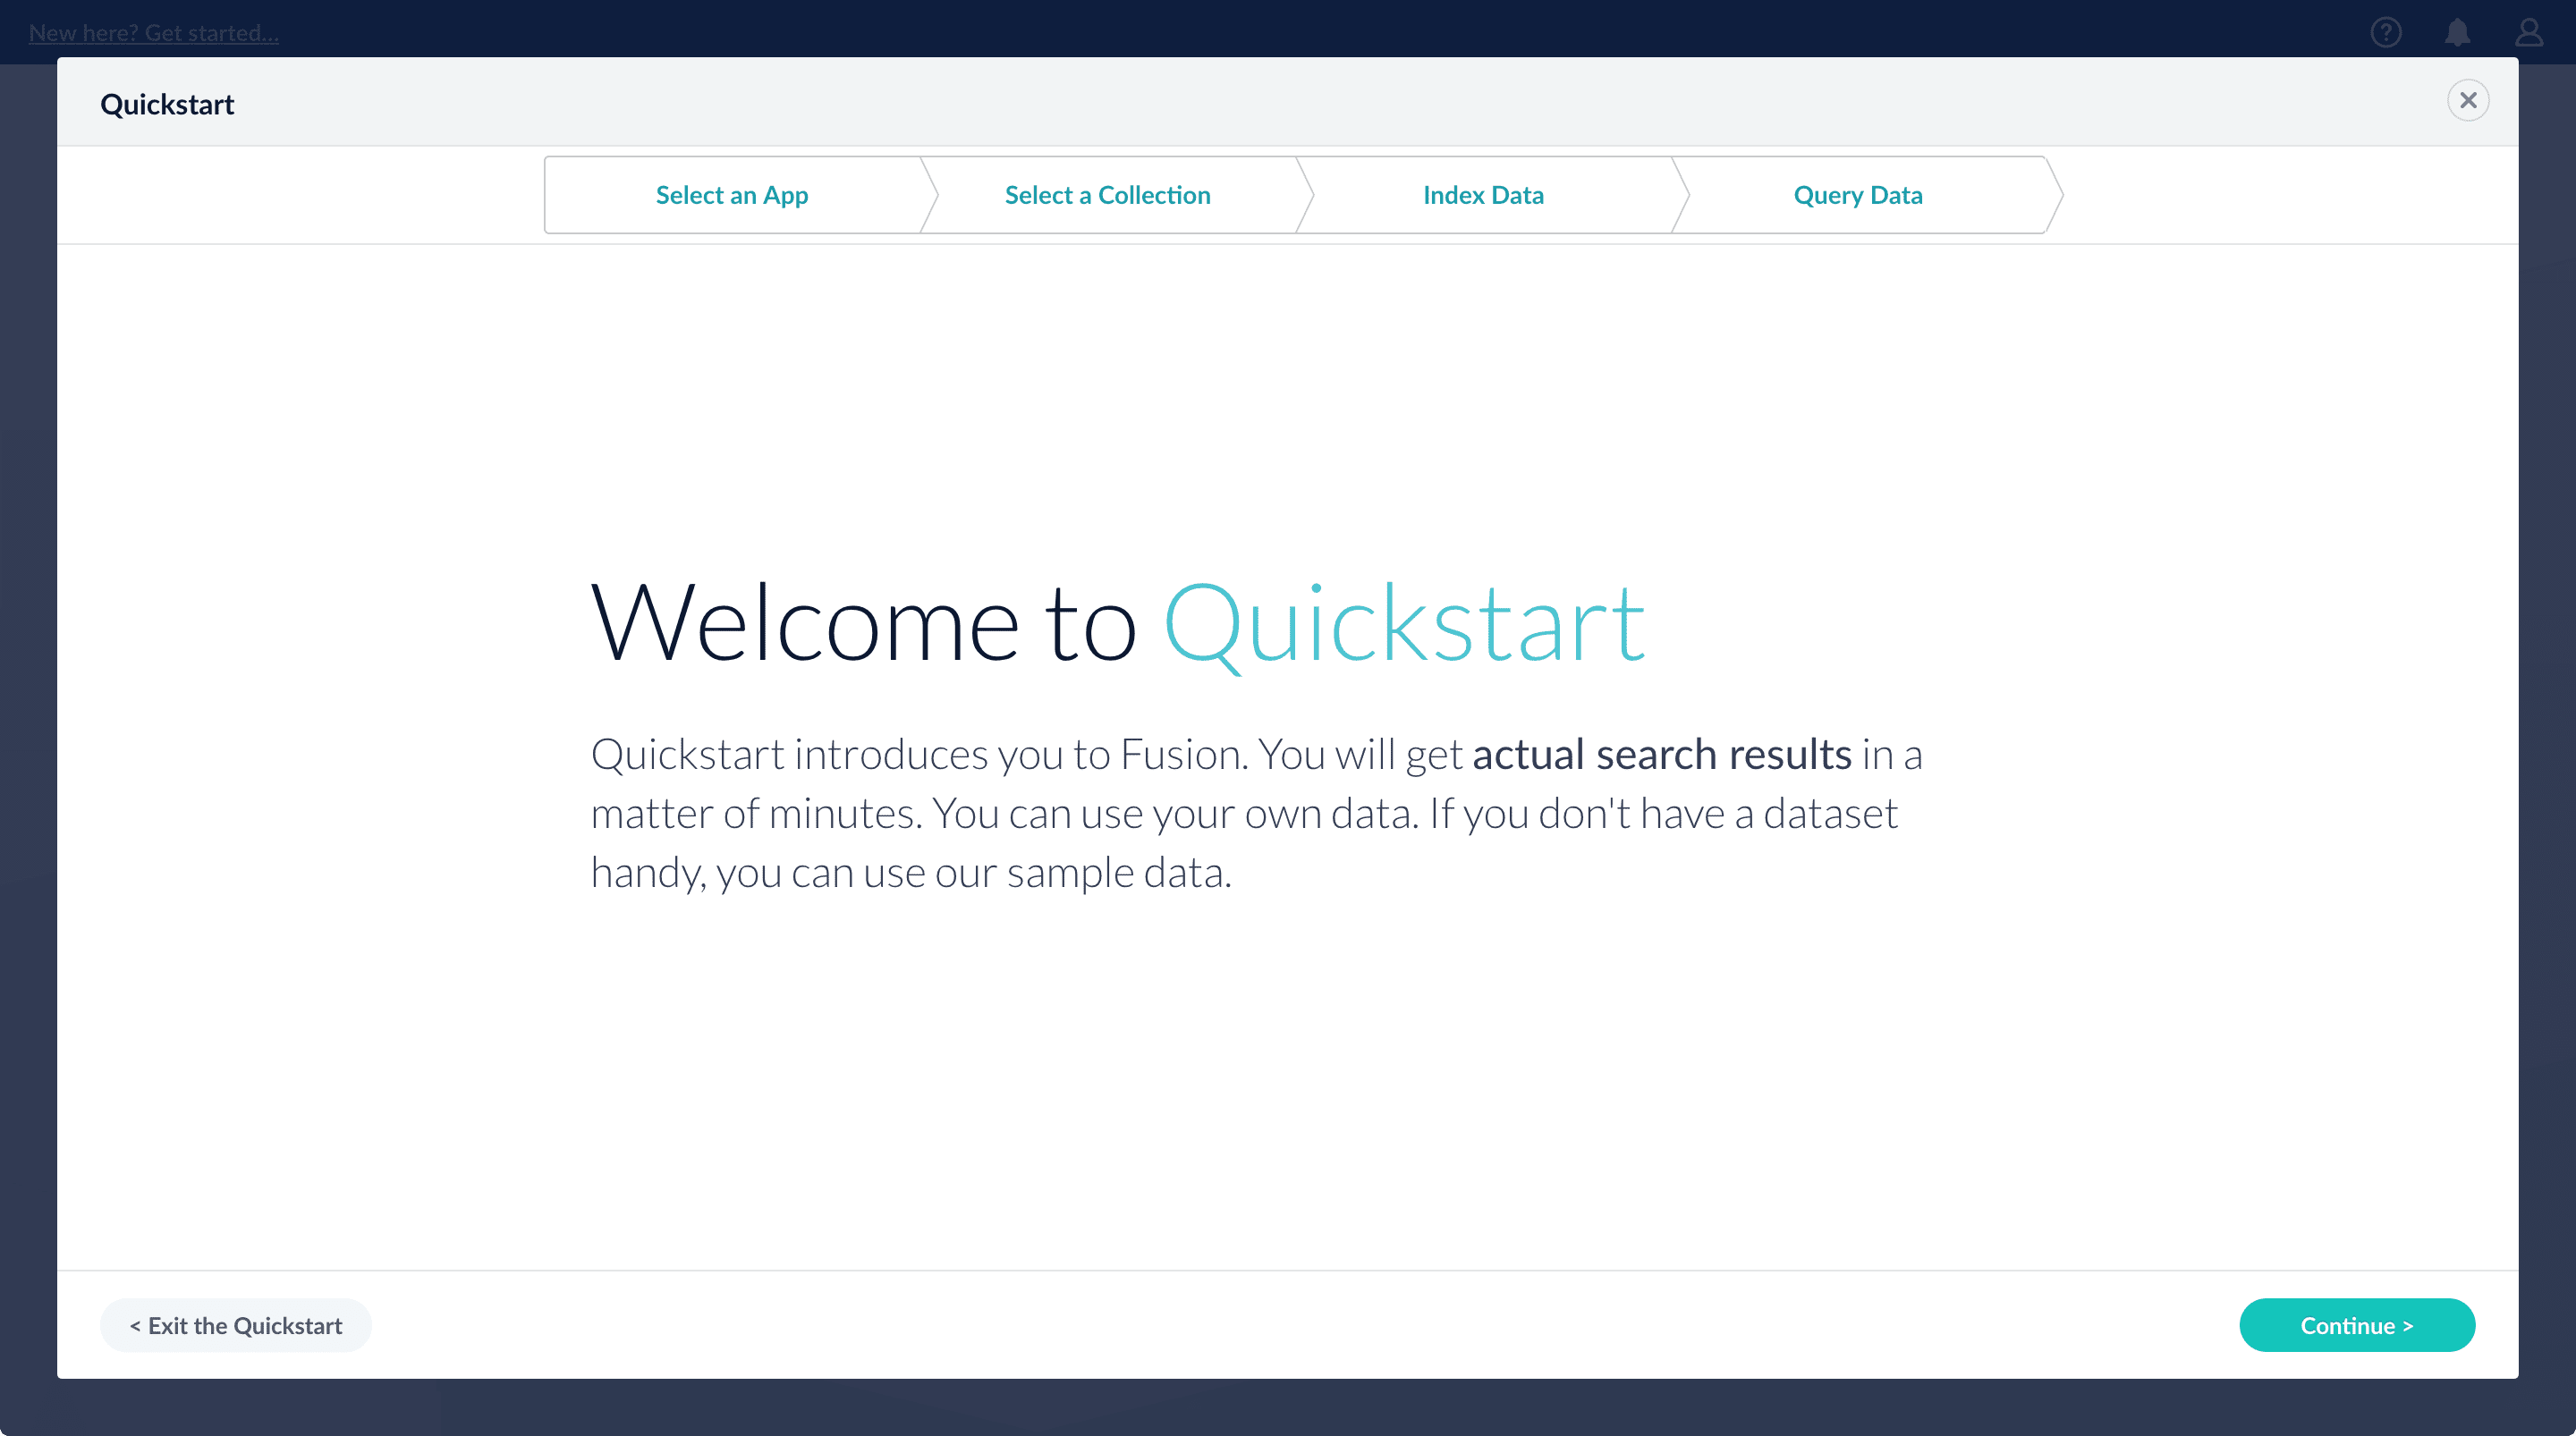 New here? Get started...
Quickstart
Select an App
Select a Collection
Index Data
Query Data
Welcome to Quickstart
Quickstart introduces you to Fusion. You will get actual search results in a
matter of minutes. You can use your own data. If you don't have a dataset
handy, you can use our sample data.
< Exit the Quickstart
Continue >